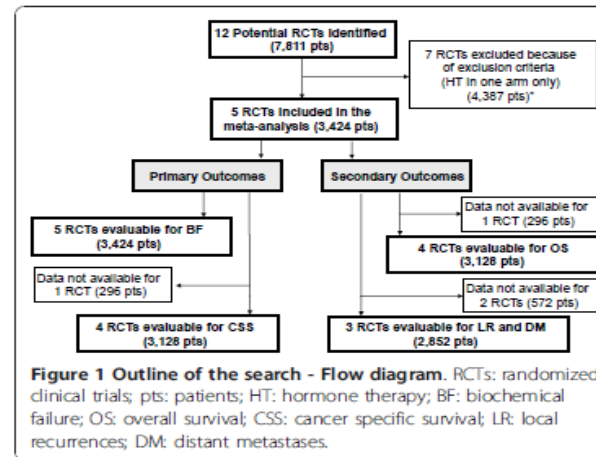 12 Potential RCTs identified
(7,811 pts)
7 RCTs excluded because
of exclusion criteria
(HT in one arm only)
(4,387 pts)*
5 RCTs included in the
meta-analysis (3,424 pts)
Primary Outcomes
Secondary Outcomes
Data not available for
1 RCT (296 pts)
5 RCTs evaluable for BF
(3,424 pts)
4 RCTs evaluable for OS
(3,128 pts)
Data not available for
1 RCT (296 pts)
Data not available for
2 RCTs (572 pts)
4 RCTs evaluable for CSS
(3,128 pts)
3 RCTs evaluable for LR and DM
(2,852 pts)
Figure 1 Outline of the search - Flow diagram. RCTs: randomized
clinical trials; pts: patients; HT: hormone therapy; BF: biochemical
failure; OS: overall survival; CSS: cancer specific survival; LR: local
recurrences; DM: distant metastases.